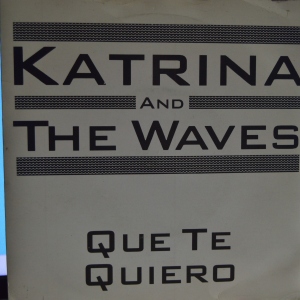 KATRINA
AND
THE WAVES
QUE TE
QUIERO